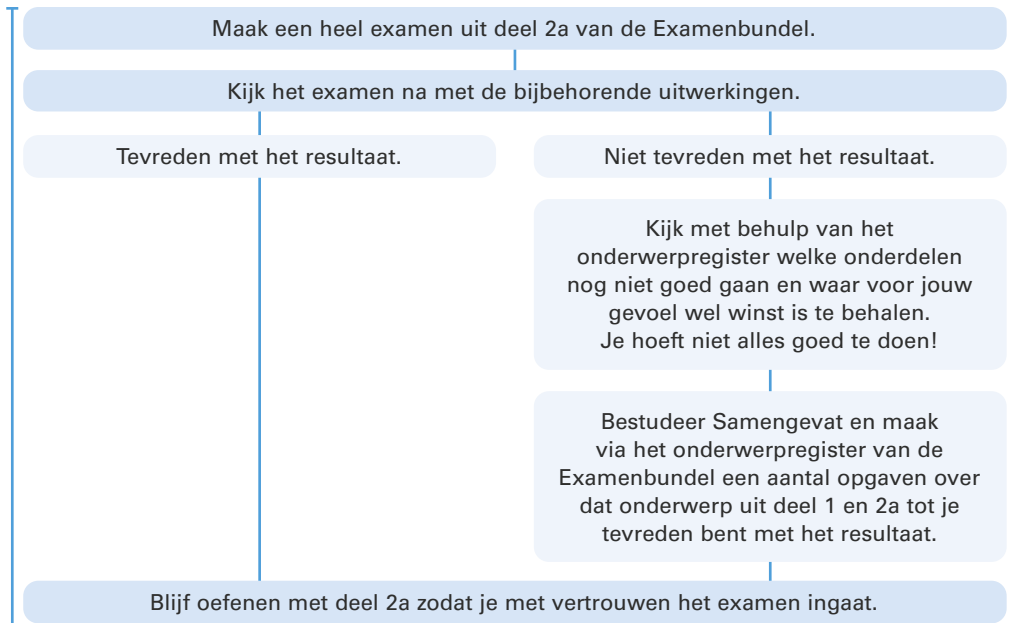 Maak een heel examen uit deel 2a van de Examenbundel.
Kijk het examen na met de bijbehorende uitwerkingen.
Tevreden met het resultaat.
Niet tevreden met het resultaat.
Kijk met behulp van het
onderwerpregister welke onderdelen
nog niet goed gaan en waar voor jouw
gevoel wel winst is te behalen.
Je hoeft niet alles goed te doen!
Bestudeer Samengevat en maak
via het onderwerpregister van de
Examenbundel een aantal opgaven over
dat onderwerp uit deel 1 en 2a tot je
tevreden bent met het resultaat.
Blijf oefenen met deel 2a zodat je met vertrouwen het examen ingaat.